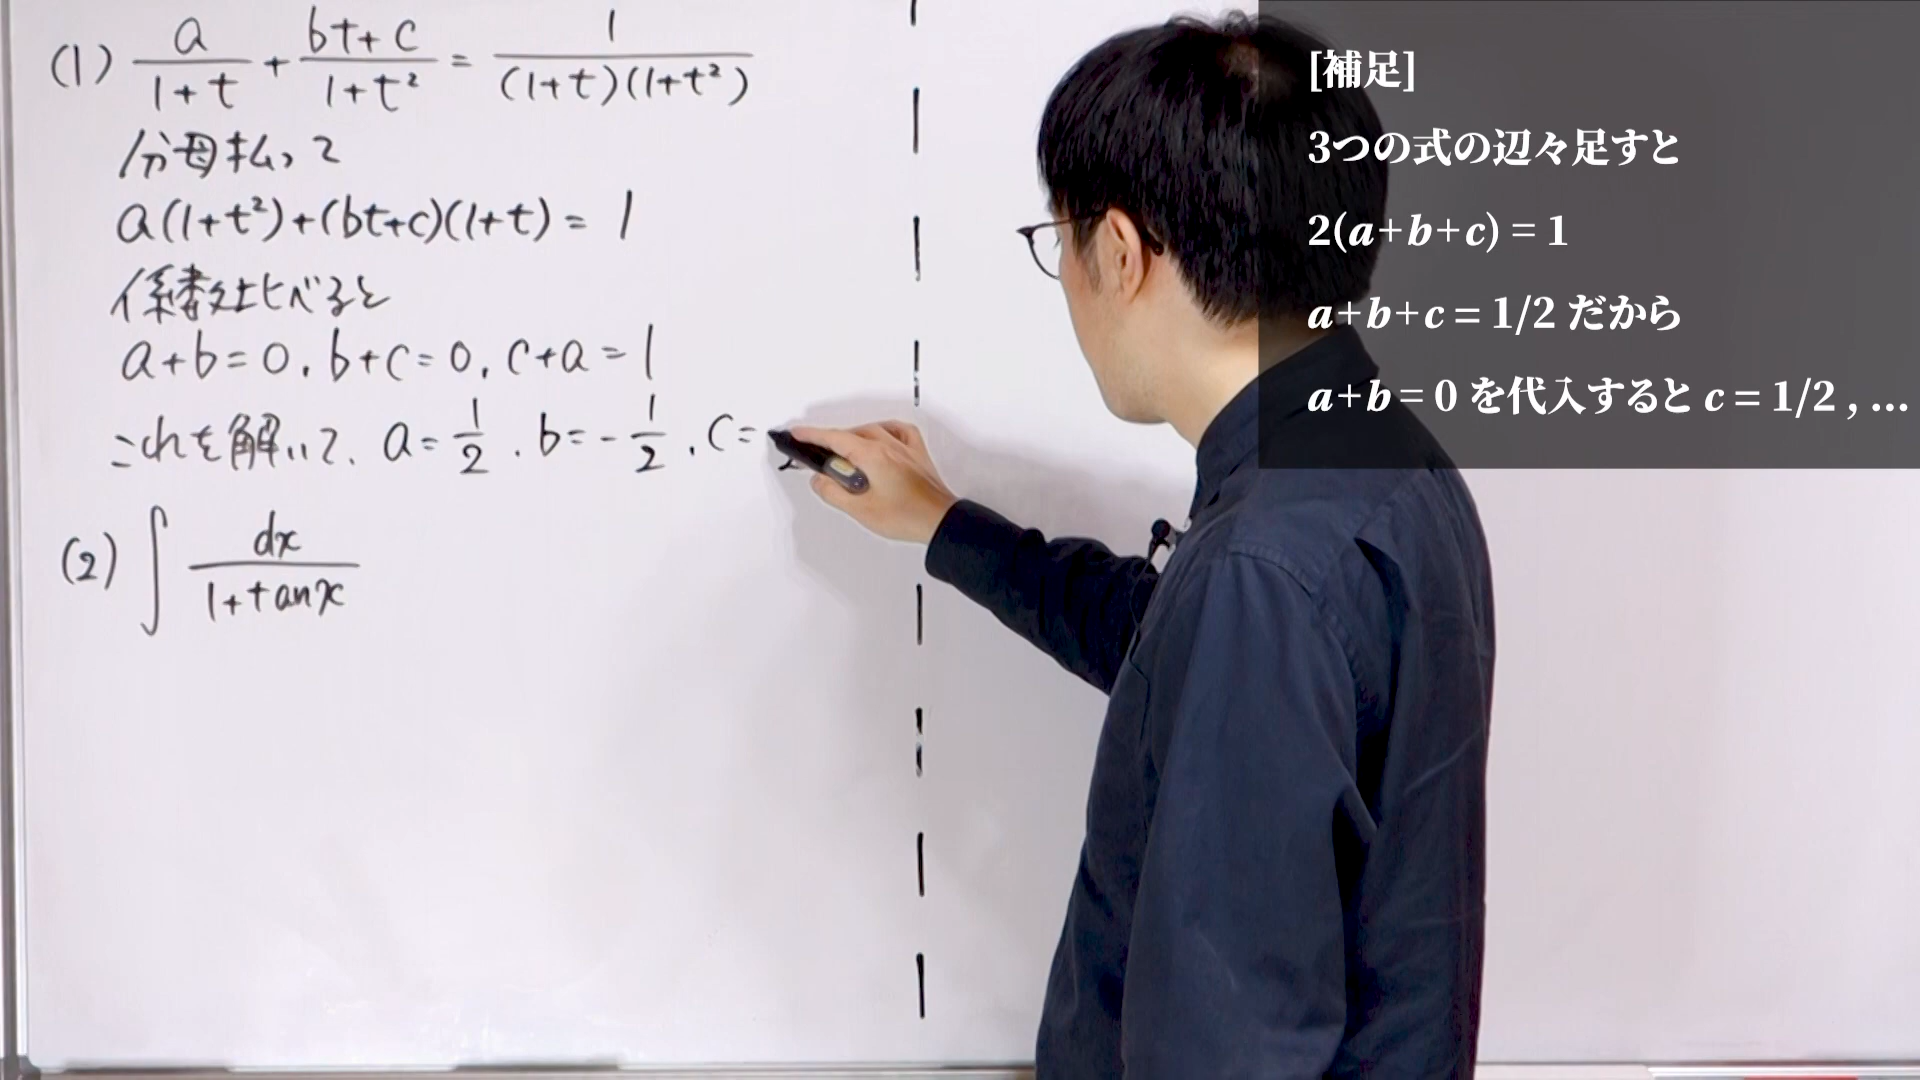 (1) a/(1+t) + (bt+c)/(1+t²) = 1/((1+t)(1+t²))
分母払って
a(1+t²)+(bt+c)(1+t) = 1
係数比べると
a+b=0, b+c=0, c+a=1
これを解いて, a=1/2, b=-1/2, c=
(2) ∫ dx/(1+tanx)
[補足]
3つの式の辺々足すと
2(a+b+c) = 1
a+b+c = 1/2 だから
a+b = 0 を代入すると c = 1/2 , ...